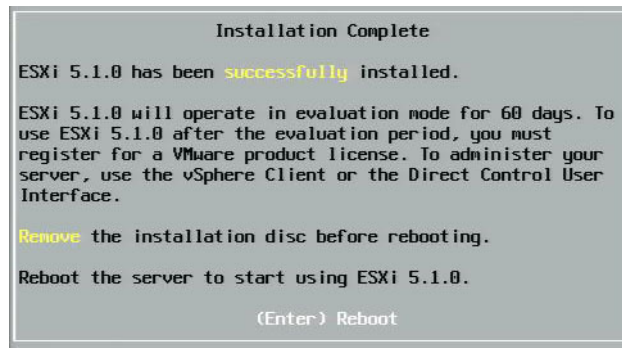 Installation Complete
ESXi 5.1.0 has been successfully installed.
ESXi 5.1.0 will operate in evaluation mode for 60 days. To
use ESXi 5.1.0 after the evaluation period, you must
register for a VMware product license. To administer your
server, use the vSphere Client or the Direct Control User
Interface.
Remove the installation disc before rebooting.
Reboot the server to start using ESXi 5.1.0.
(Enter) Reboot